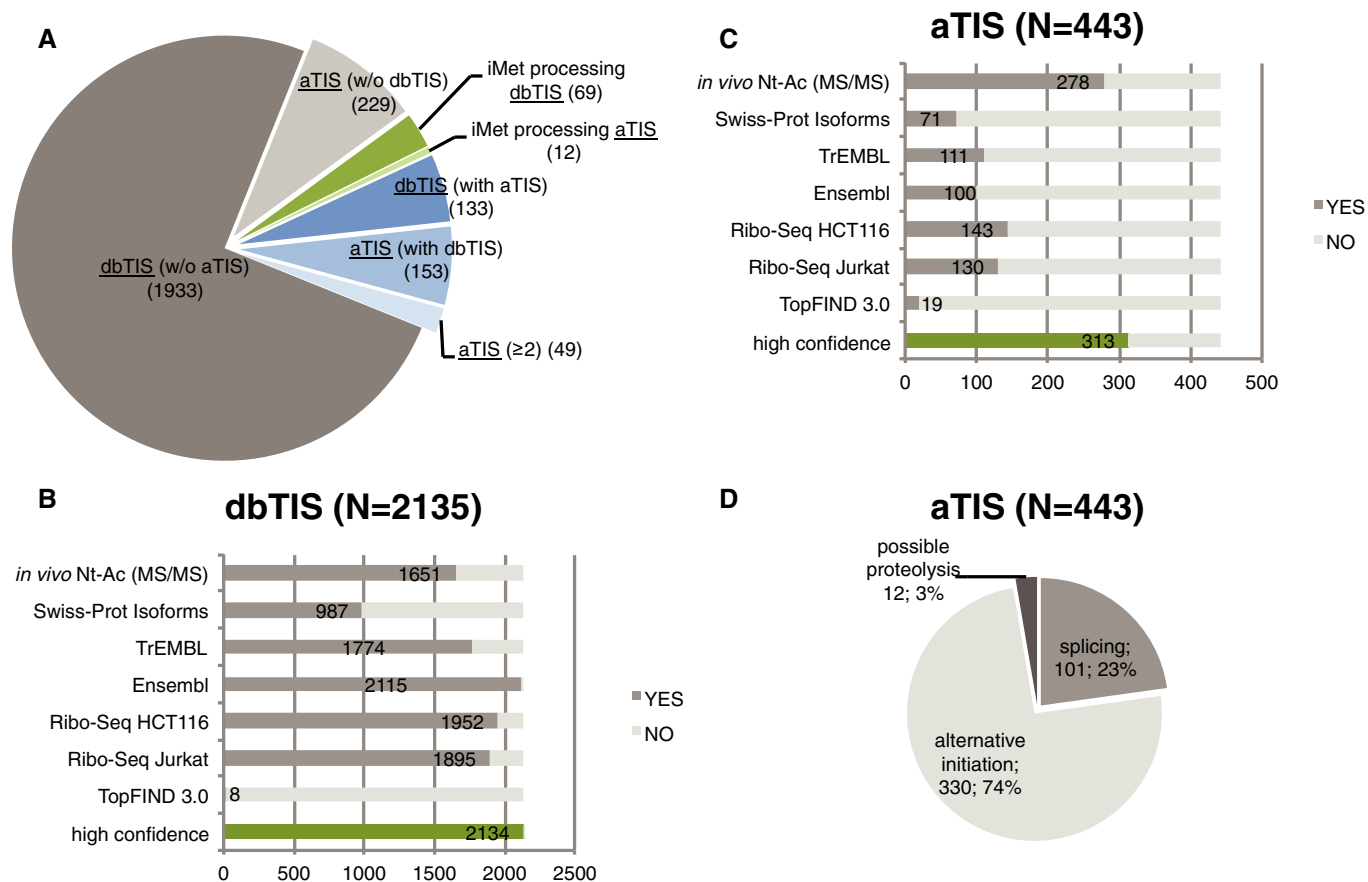 A
aTIS (w/o dbTIS)
(229)
iMet processing
dbTIS (69)
iMet processing aTIS
(12)
dbTIS (with aTIS)
(133)
aTIS (with dbTIS)
(153)
aTIS (≥2) (49)
dbTIS (w/o aTIS)
(1933)
C
aTIS (N=443)
in vivo Nt-Ac (MS/MS)
278
Swiss-Prot Isoforms
71
TrEMBL
111
Ensembl
100
Ribo-Seq HCT116
143
Ribo-Seq Jurkat
130
TopFIND 3.0
19
high confidence
313
0 100 200 300 400 500
YES
NO
B
dbTIS (N=2135)
in vivo Nt-Ac (MS/MS)
1651
Swiss-Prot Isoforms
987
TrEMBL
1774
Ensembl
2115
Ribo-Seq HCT116
1952
Ribo-Seq Jurkat
1895
TopFIND 3.0
8
high confidence
2134
0 500 1000 1500 2000 2500
YES
NO
D
aTIS (N=443)
possible
proteolysis
12; 3%
splicing;
101; 23%
alternative
initiation;
330; 74%